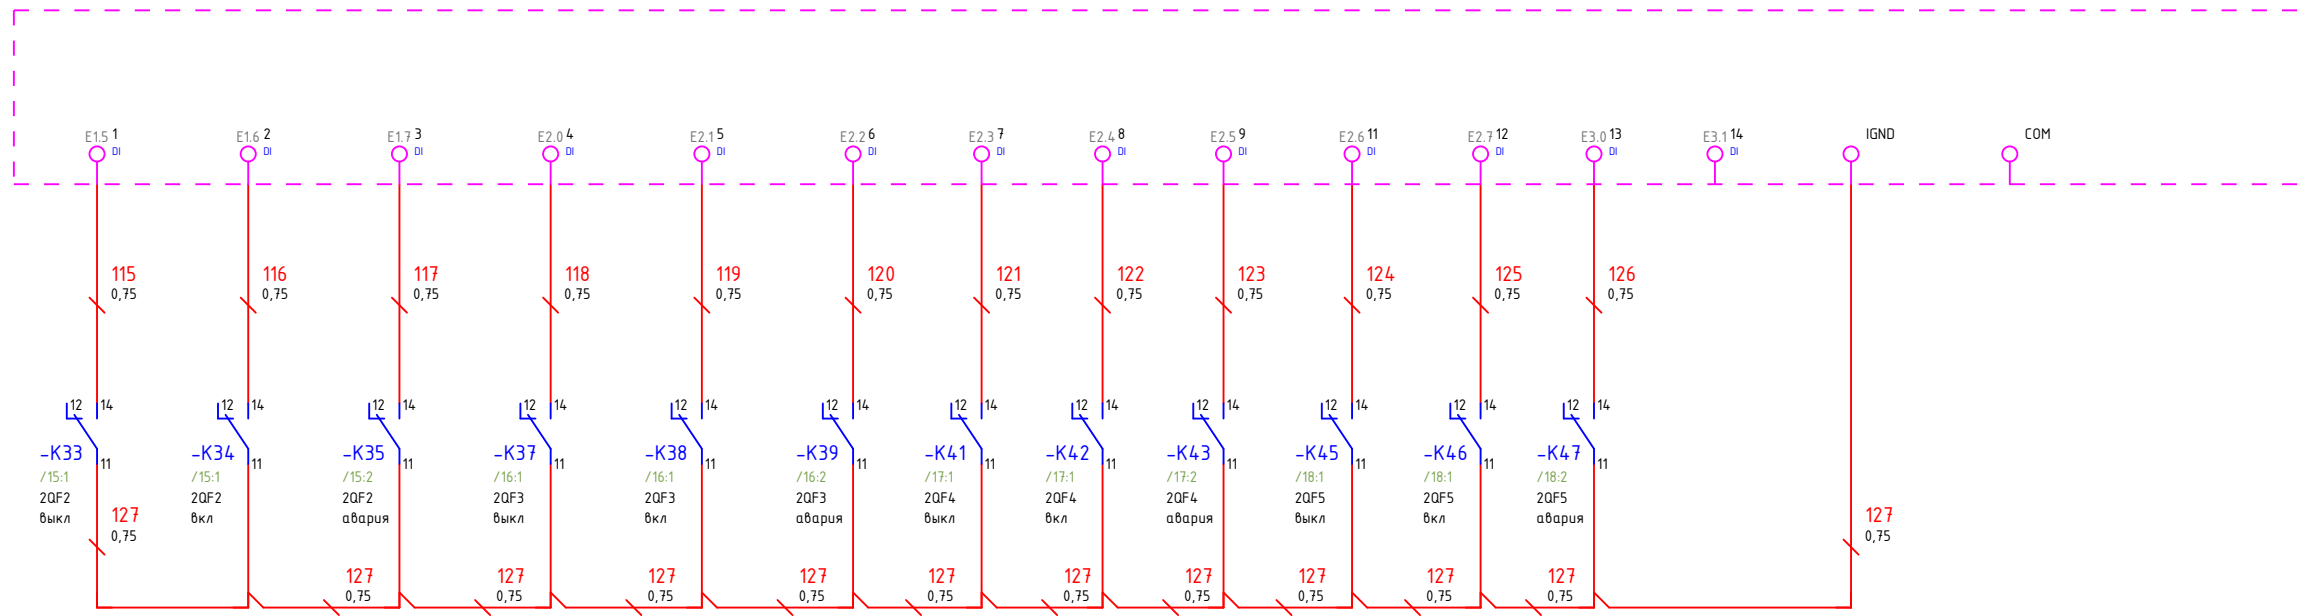 E1.5 1 E1.6 2 E1.7 3 E2.0 4 E2.1 5 E2.2 6 E2.3 7 E2.4 8 E2.5 9 E2.6 11 E2.7 12 E3.0 13 E3.1 14 IGND COM
DI DI DI DI DI DI DI DI DI DI DI DI DI
115 116 117 118 119 120 121 122 123 124 125 126
0,75 0,75 0,75 0,75 0,75 0,75 0,75 0,75 0,75 0,75 0,75 0,75
12 14 12 14 12 14 12 14 12 14 12 14 12 14 12 14 12 14 12 14 12 14 12 14
-K33 -K34 -K35 -K37 -K38 -K39 -K41 -K42 -K43 -K45 -K46 -K47
11 11 11 11 11 11 11 11 11 11 11 11
/15:1 /15:1 /15:2 /16:1 /16:1 /16:2 /17:1 /17:1 /17:2 /18:1 /18:1 /18:2
2QF2 2QF2 2QF2 2QF3 2QF3 2QF3 2QF4 2QF4 2QF4 2QF5 2QF5 2QF5
выкл вкл авария выкл вкл авария выкл вкл авария выкл вкл авария
127 127
0,75 0,75
127 127 127 127 127 127 127 127 127 127
0,75 0,75 0,75 0,75 0,75 0,75 0,75 0,75 0,75 0,75